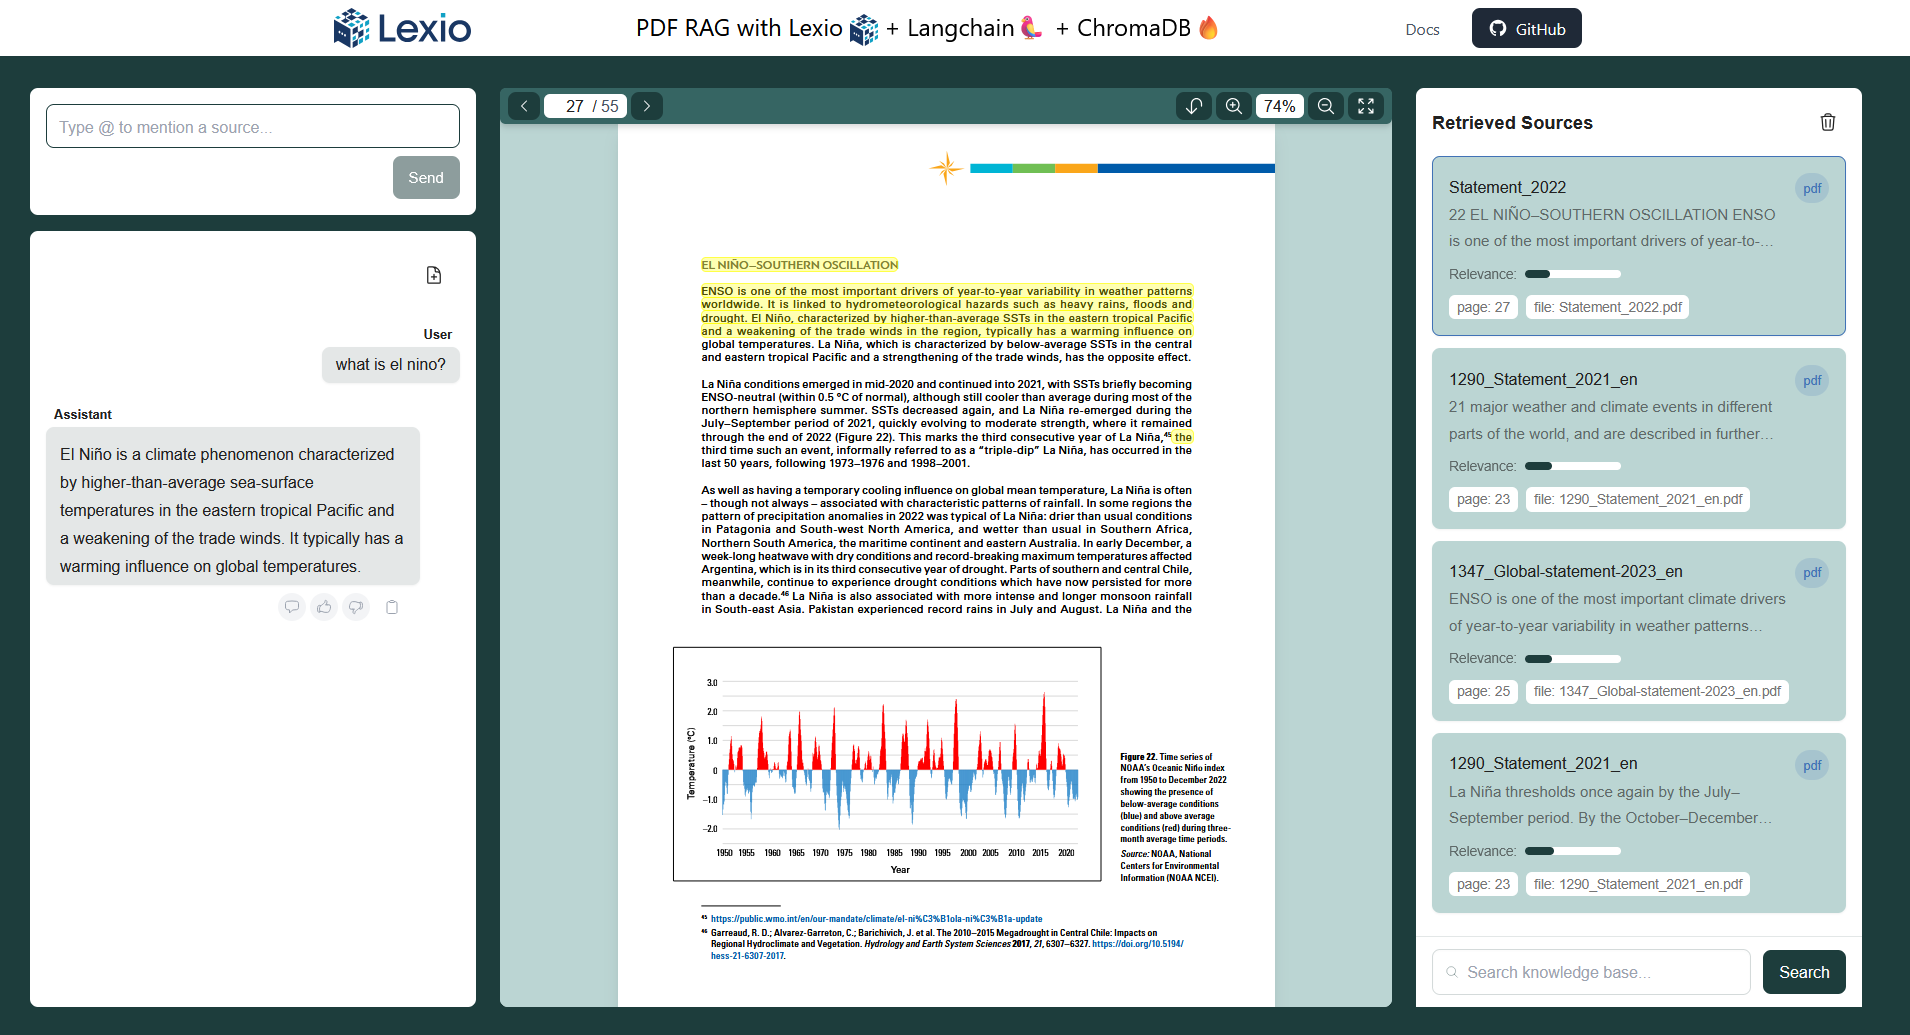 Lexio
PDF RAG with Lexio + Langchain + ChromaDB
Docs
GitHub
Type @ to mention a source...
Send
User
what is el nino?
Assistant
El Niño is a climate phenomenon characterized
by higher-than-average sea-surface
temperatures in the eastern tropical Pacific and
a weakening of the trade winds. It typically has a
warming influence on global temperatures.
27 / 55
74%
EL NIÑO–SOUTHERN OSCILLATION
ENSO is one of the most important drivers of year-to-year variability in weather patterns
worldwide. It is linked to hydrometeorological hazards such as heavy rains, floods and
drought. El Niño, characterized by higher-than-average SSTs in the eastern tropical Pacific
and a weakening of the trade winds in the region, typically has a warming influence on
global temperatures. La Niña, which is characterized by below-average SSTs in the central
and eastern tropical Pacific and a strengthening of the trade winds, has the opposite effect.
La Niña conditions emerged in mid-2020 and continued into 2021, with SSTs briefly becoming
ENSO-neutral (within 0.5 °C of normal), although still cooler than average during most of the
northern hemisphere summer. SSTs decreased again, and La Niña re-emerged during the
July–September period of 2021, quickly evolving to moderate strength, where it remained
through the end of 2022 (Figure 22). This marks the third consecutive year of La Niña,45 the
third time such an event, informally referred to as a “triple-dip” La Niña, has occurred in the
last 50 years, following 1973–1976 and 1998–2001.
As well as having a temporary cooling influence on global mean temperature, La Niña is often
– though not always – associated with characteristic patterns of rainfall. In some regions the
pattern of precipitation anomalies in 2022 was typical of La Niña: drier than usual conditions
in Patagonia and South-west North America, and wetter than usual in Southern Africa,
Northern South America, the maritime continent and eastern Australia. In early December, a
week-long heatwave with dry conditions and record-breaking maximum temperatures affected
Argentina, which is in its third consecutive year of drought. Parts of southern and central Chile,
meanwhile, continue to experience drought conditions which have now persisted for more
than a decade.46 La Niña is also associated with more intense and longer monsoon rainfall
in South-east Asia. Pakistan experienced record rains in July and August. La Niña and the
3.0
2.0
1.0
0
–1.0
–2.0
Temperature (°C)
1950 1955 1960 1965 1970 1975 1980 1985 1990 1995 2000 2005 2010 2015 2020
Year
Figure 22. Time series of
NOAA’s Oceanic Niño index
from 1950 to December 2022
showing the presence of
below-average conditions
(blue) and above average
conditions (red) during three-
month average time periods.
Source: NOAA, National
Centers for Environmental
Information (NOAA NCEI).
45 https://public.wmo.int/en/our-mandate/climate/el-ni%C3%B1ola-ni%C3%B1a-update
46 Garreaud, R. D.; Alvarez-Garreton, C.; Barichivich, J. et al. The 2010–2015 Megadrought in Central Chile: Impacts on
Regional Hydroclimate and Vegetation. Hydrology and Earth System Sciences 2017, 21, 6307–6327. https://doi.org/10.5194/
hess-21-6307-2017.
Retrieved Sources
Statement_2022
pdf
22 EL NIÑO–SOUTHERN OSCILLATION ENSO
is one of the most important drivers of year-to-...
Relevance:
page: 27
file: Statement_2022.pdf
1290_Statement_2021_en
pdf
21 major weather and climate events in different
parts of the world, and are described in further...
Relevance:
page: 23
file: 1290_Statement_2021_en.pdf
1347_Global-statement-2023_en
pdf
ENSO is one of the most important climate drivers
of year-to-year variability in weather patterns...
Relevance:
page: 25
file: 1347_Global-statement-2023_en.pdf
1290_Statement_2021_en
pdf
La Niña thresholds once again by the July–
September period. By the October–December...
Relevance:
page: 23
file: 1290_Statement_2021_en.pdf
Search knowledge base...
Search